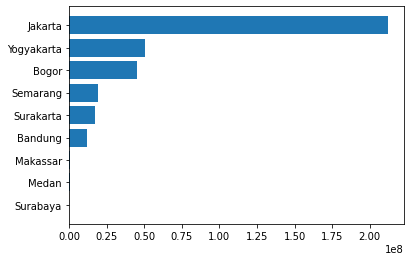 Jakarta
Yogyakarta
Bogor
Semarang
Surakarta
Bandung
Makassar
Medan
Surabaya
0.00 0.25 0.50 0.75 1.00 1.25 1.50 1.75 2.00
1e8